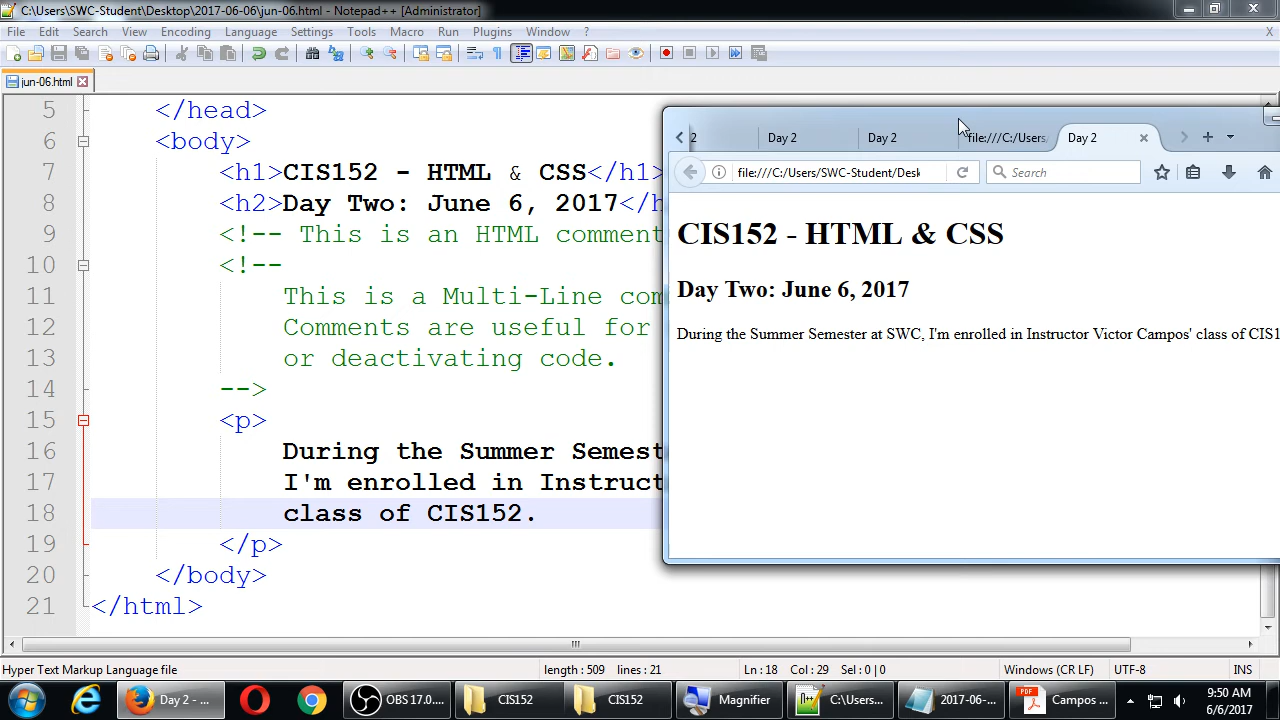 C:\Users\SWC-Student\Desktop\2017-06-06\jun-06.html - Notepad++ [Administrator]
File Edit Search View Encoding Language Settings Tools Macro Run Plugins Window ? X
jun-06.html
5 </head>
6 <body>
7 <h1>CIS152 - HTML & CSS</h1>
8 <h2>Day Two: June 6, 2017</h
9 <!-- This is an HTML comment
10 <!--
11 This is a Multi-Line com
12 Comments are useful for
13 or deactivating code.
14 -->
15 <p>
16 During the Summer Semest
17 I'm enrolled in Instruct
18 class of CIS152.
19 </p>
20 </body>
21 </html>
2 Day 2 Day 2 file:///C:/Users/ Day 2
file:///C:/Users/SWC-Student/Desk Search
CIS152 - HTML & CSS
Day Two: June 6, 2017
During the Summer Semester at SWC, I'm enrolled in Instructor Victor Campos' class of CIS1
Hyper Text Markup Language file length : 509 lines : 21 Ln : 18 Col : 29 Sel : 0 | 0 Windows (CR LF) UTF-8 INS
Day 2 - ... OBS 17.0.... CIS152 CIS152 Magnifier C:\Users... 2017-06-... Campos ... 9:50 AM
6/6/2017